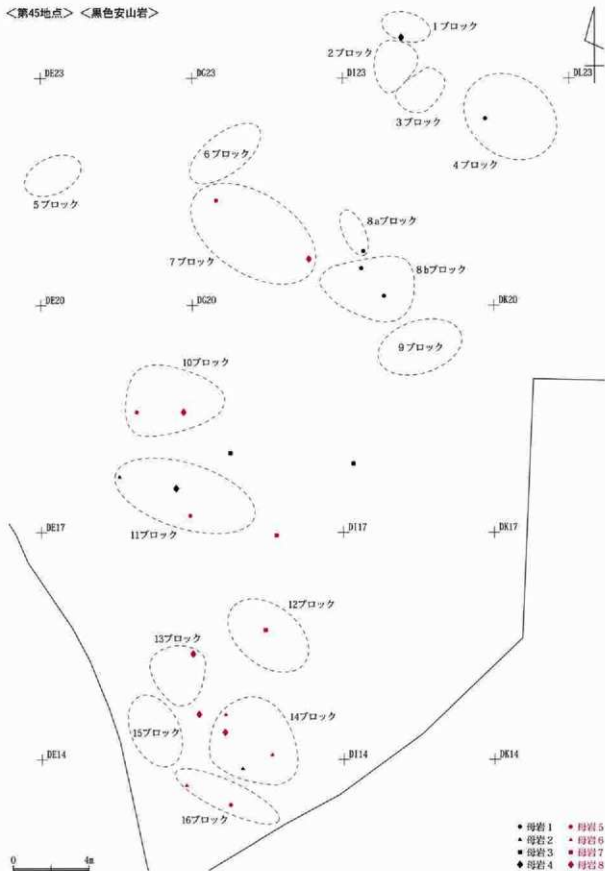 <第45地点> <黒色安山岩>
1ブロック
2ブロック
DE23
DG23
DI23
DL23
3ブロック
4ブロック
6ブロック
5ブロック
8aブロック
7ブロック
8bブロック
DE20
DG20
DK20
9ブロック
10ブロック
DE17
11ブロック
DI17
DK17
12ブロック
13ブロック
14ブロック
15ブロック
DE14
DI14
DK14
16ブロック
母岩1
母岩2
母岩3
母岩4
母岩5
母岩6
母岩7
母岩8
0
4m